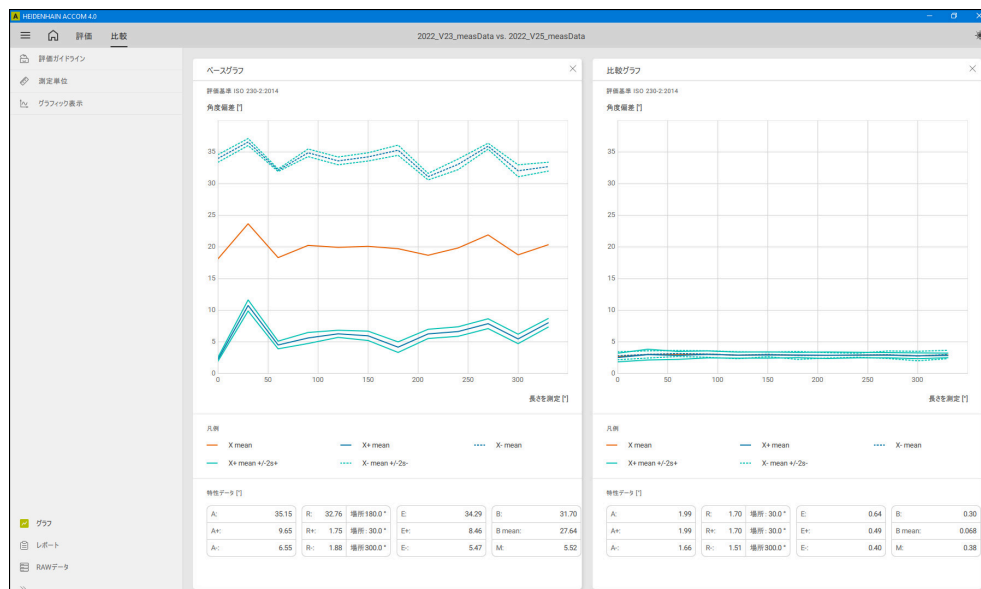 HEIDENHAIN ACCOM 4.0
評価 比較
2022_V23_measData vs. 2022_V25_measData
評価ガイドライン
測定単位
グラフィック表示
グラフ
レポート
RAWデータ
ベースグラフ
評価基準 ISO 230-2:2014
角度偏差 ["]
35
30
25
20
15
10
5
0
0 50 100 150 200 250 300
長さを測定 [°]
凡例
X mean X+ mean X- mean
X+ mean +/-2s+ X- mean +/-2s-
特性データ ["]
A: 35.15 R: 32.76 場所:180.0 ° E: 34.29 B: 31.70
A+: 9.65 R+: 1.75 場所: 30.0 ° E+: 8.46 B mean: 27.64
A-: 6.55 R-: 1.88 場所:300.0 ° E-: 5.47 M: 5.52
比較グラフ
評価基準 ISO 230-2:2014
角度偏差 ["]
35
30
25
20
15
10
5
0
0 50 100 150 200 250 300
長さを測定 [°]
凡例
X mean X+ mean X- mean
X+ mean +/-2s+ X- mean +/-2s-
特性データ ["]
A: 1.99 R: 1.70 場所: 30.0 ° E: 0.64 B: 0.30
A+: 1.99 R+: 1.70 場所: 30.0 ° E+: 0.49 B mean: 0.068
A-: 1.66 R-: 1.51 場所:300.0 ° E-: 0.40 M: 0.38